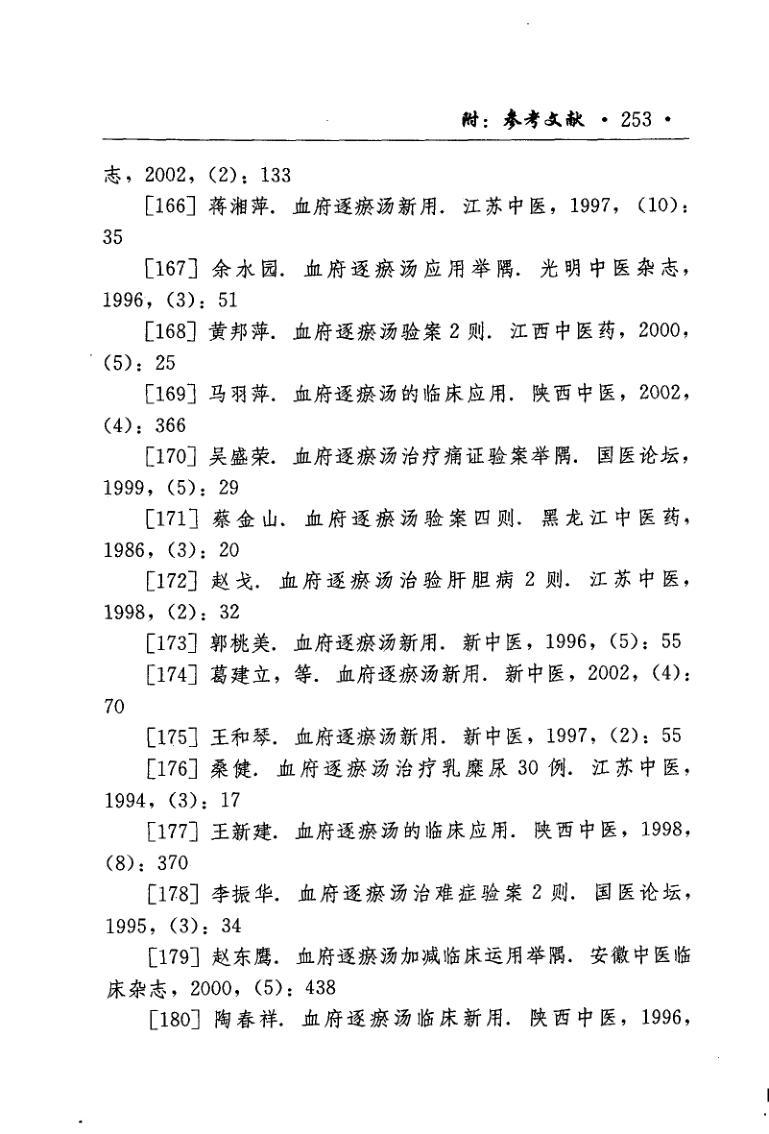 附：参考文献 · 253 ·
志，2002，（2）：133
［166］蒋湘萍．血府逐瘀汤新用．江苏中医，1997，（10）：
35
［167］余水园．血府逐瘀汤应用举隅．光明中医杂志，
1996，（3）：51
［168］黄邦萍．血府逐瘀汤验案 2 则．江西中医药，2000，
（5）：25
［169］马羽萍．血府逐瘀汤的临床应用．陕西中医，2002，
（4）：366
［170］吴盛荣．血府逐瘀汤治疗痛证验案举隅．国医论坛，
1999，（5）：29
［171］蔡金山．血府逐瘀汤验案四则．黑龙江中医药，
1986，（3）：20
［172］赵戈．血府逐瘀汤治验肝胆病 2 则．江苏中医，
1998，（2）：32
［173］郭桃美．血府逐瘀汤新用．新中医，1996，（5）：55
［174］葛建立，等．血府逐瘀汤新用．新中医，2002，（4）：
70
［175］王和琴．血府逐瘀汤新用．新中医，1997，（2）：55
［176］桑健．血府逐瘀汤治疗乳糜尿 30 例．江苏中医，
1994，（3）：17
［177］王新建．血府逐瘀汤的临床应用．陕西中医，1998，
（8）：370
［178］李振华．血府逐瘀汤治难症验案 2 则．国医论坛，
1995，（3）：34
［179］赵东鹰．血府逐瘀汤加减临床运用举隅．安徽中医临
床杂志，2000，（5）：438
［180］陶春祥．血府逐瘀汤临床新用．陕西中医，1996，